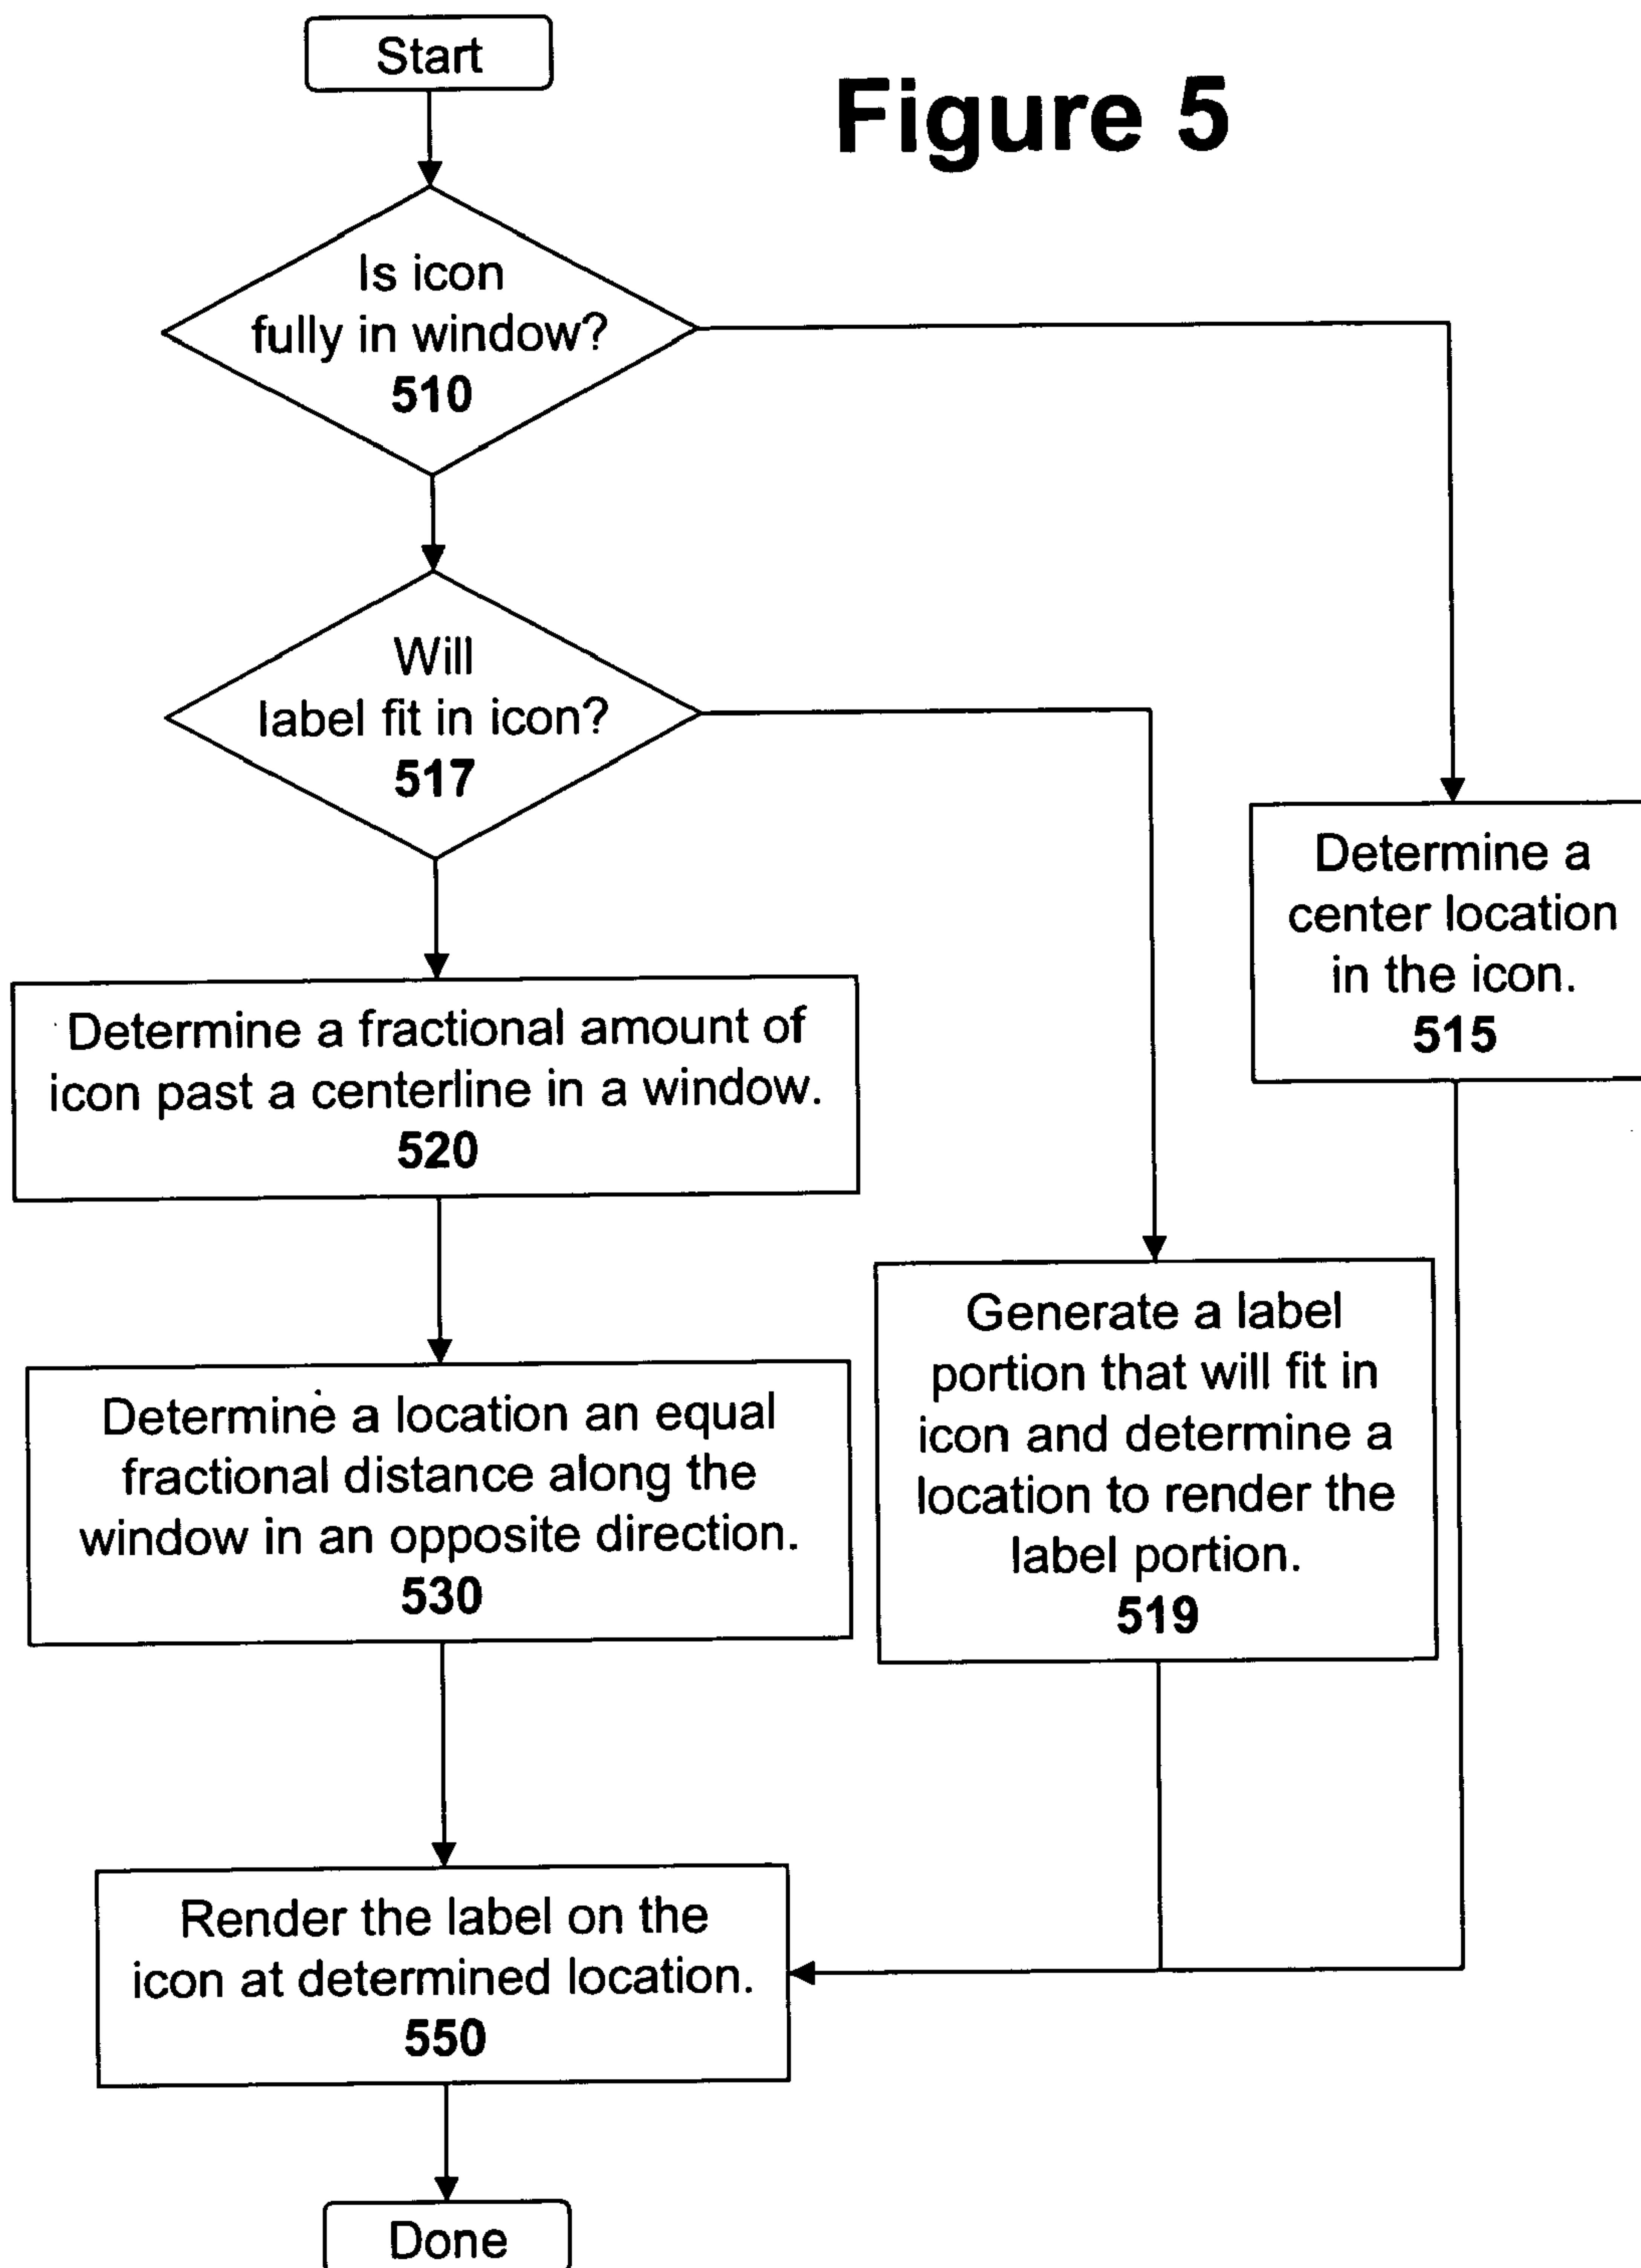 Start
Figure 5
Is icon
fully in window?
510
Will
label fit in icon?
517
Determine a
center location
in the icon.
515
Determine a fractional amount of
icon past a centerline in a window.
520
Generate a label
portion that will fit in
icon and determine a
location to render the
label portion.
519
Determine a location an equal
fractional distance along the
window in an opposite direction.
530
Render the label on the
icon at determined location.
550
Done